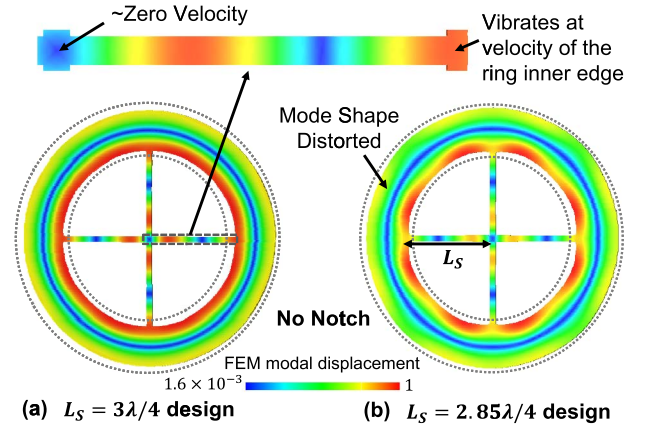 ~Zero Velocity
Vibrates at
velocity of the
ring inner edge
Mode Shape
Distorted
L_S
No Notch
FEM modal displacement
1.6 × 10⁻³
1
(a) L_S = 3λ/4 design
(b) L_S = 2.85λ/4 design